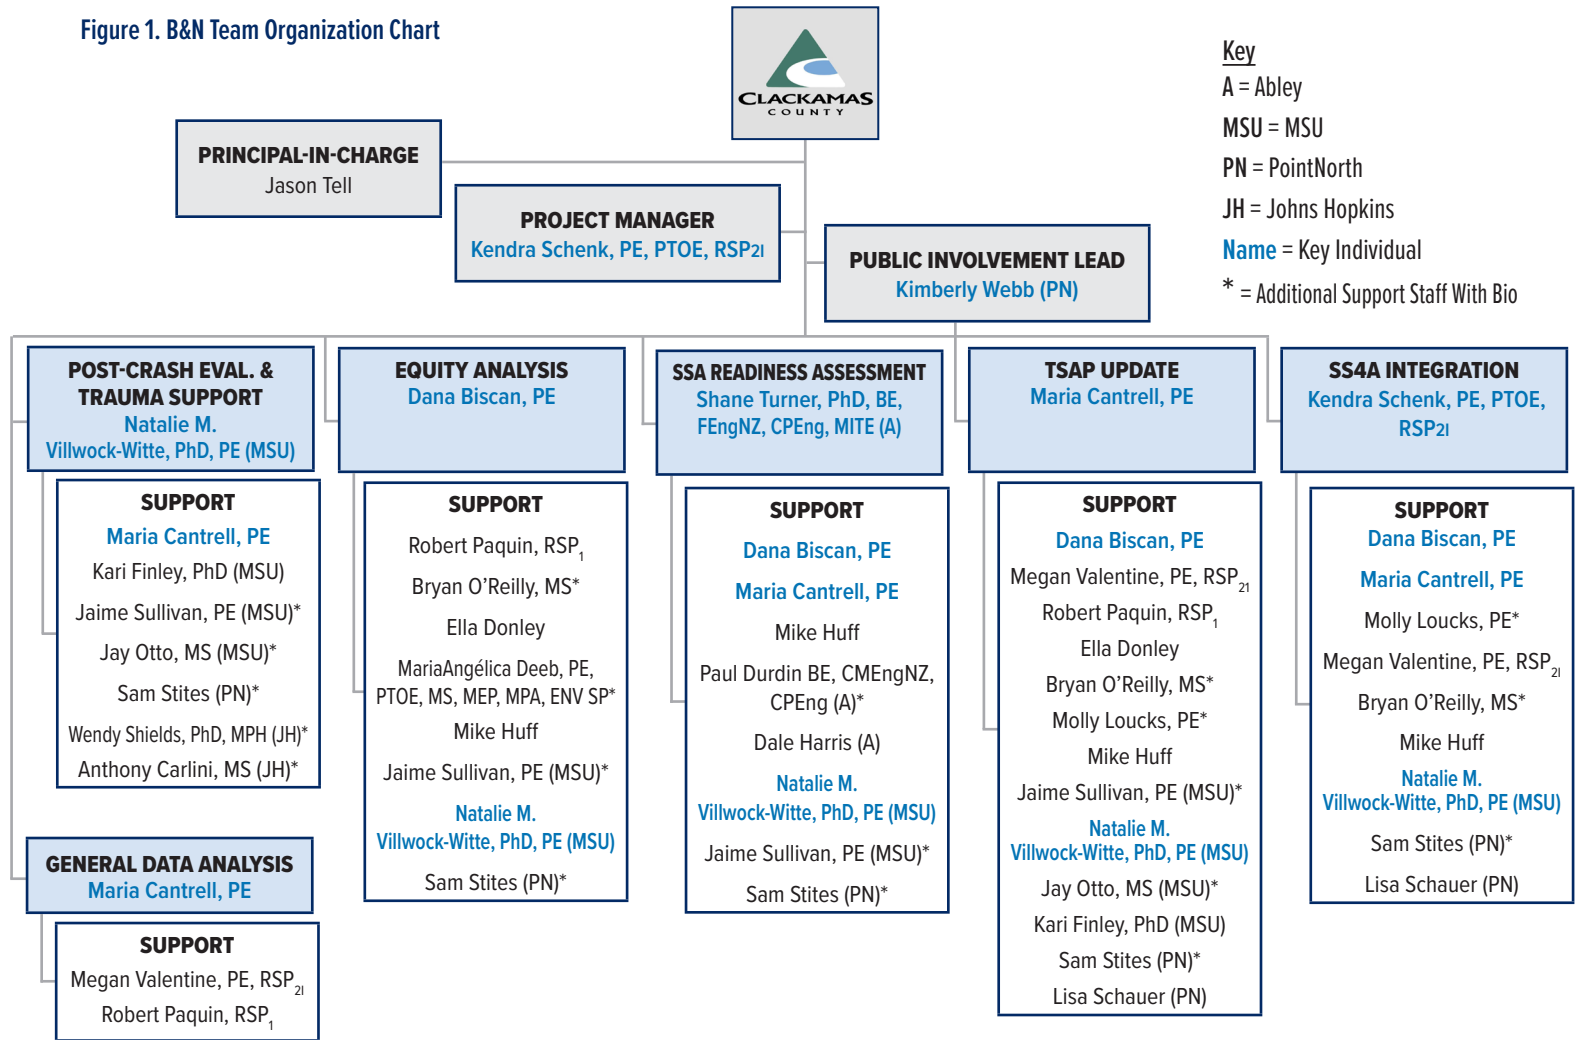 Figure 1. B&N Team Organization Chart
CLACKAMAS
COUNTY
Key
A = Abley
MSU = MSU
PN = PointNorth
JH = Johns Hopkins
Name = Key Individual
* = Additional Support Staff With Bio
PRINCIPAL-IN-CHARGE
Jason Tell
PROJECT MANAGER
Kendra Schenk, PE, PTOE, RSP2I
PUBLIC INVOLVEMENT LEAD
Kimberly Webb (PN)
POST-CRASH EVAL. &
TRAUMA SUPPORT
Natalie M.
Villwock-Witte, PhD, PE (MSU)
SUPPORT
Maria Cantrell, PE
Kari Finley, PhD (MSU)
Jaime Sullivan, PE (MSU)*
Jay Otto, MS (MSU)*
Sam Stites (PN)*
Wendy Shields, PhD, MPH (JH)*
Anthony Carlini, MS (JH)*
GENERAL DATA ANALYSIS
Maria Cantrell, PE
SUPPORT
Megan Valentine, PE, RSP2I
Robert Paquin, RSP1
EQUITY ANALYSIS
Dana Biscan, PE
SUPPORT
Robert Paquin, RSP1
Bryan O'Reilly, MS*
Ella Donley
MariaAngélica Deeb, PE,
PTOE, MS, MEP, MPA, ENV SP*
Mike Huff
Jaime Sullivan, PE (MSU)*
Natalie M.
Villwock-Witte, PhD, PE (MSU)
Sam Stites (PN)*
SSA READINESS ASSESSMENT
Shane Turner, PhD, BE,
FEngNZ, CPEng, MITE (A)
SUPPORT
Dana Biscan, PE
Maria Cantrell, PE
Mike Huff
Paul Durdin BE, CMEngNZ,
CPEng (A)*
Dale Harris (A)
Natalie M.
Villwock-Witte, PhD, PE (MSU)
Jaime Sullivan, PE (MSU)*
Sam Stites (PN)*
TSAP UPDATE
Maria Cantrell, PE
SUPPORT
Dana Biscan, PE
Megan Valentine, PE, RSP21
Robert Paquin, RSP1
Ella Donley
Bryan O'Reilly, MS*
Molly Loucks, PE*
Mike Huff
Jaime Sullivan, PE (MSU)*
Natalie M.
Villwock-Witte, PhD, PE (MSU)
Jay Otto, MS (MSU)*
Kari Finley, PhD (MSU)
Sam Stites (PN)*
Lisa Schauer (PN)
SS4A INTEGRATION
Kendra Schenk, PE, PTOE,
RSP2I
SUPPORT
Dana Biscan, PE
Maria Cantrell, PE
Molly Loucks, PE*
Megan Valentine, PE, RSP2I
Bryan O'Reilly, MS*
Mike Huff
Natalie M.
Villwock-Witte, PhD, PE (MSU)
Sam Stites (PN)*
Lisa Schauer (PN)